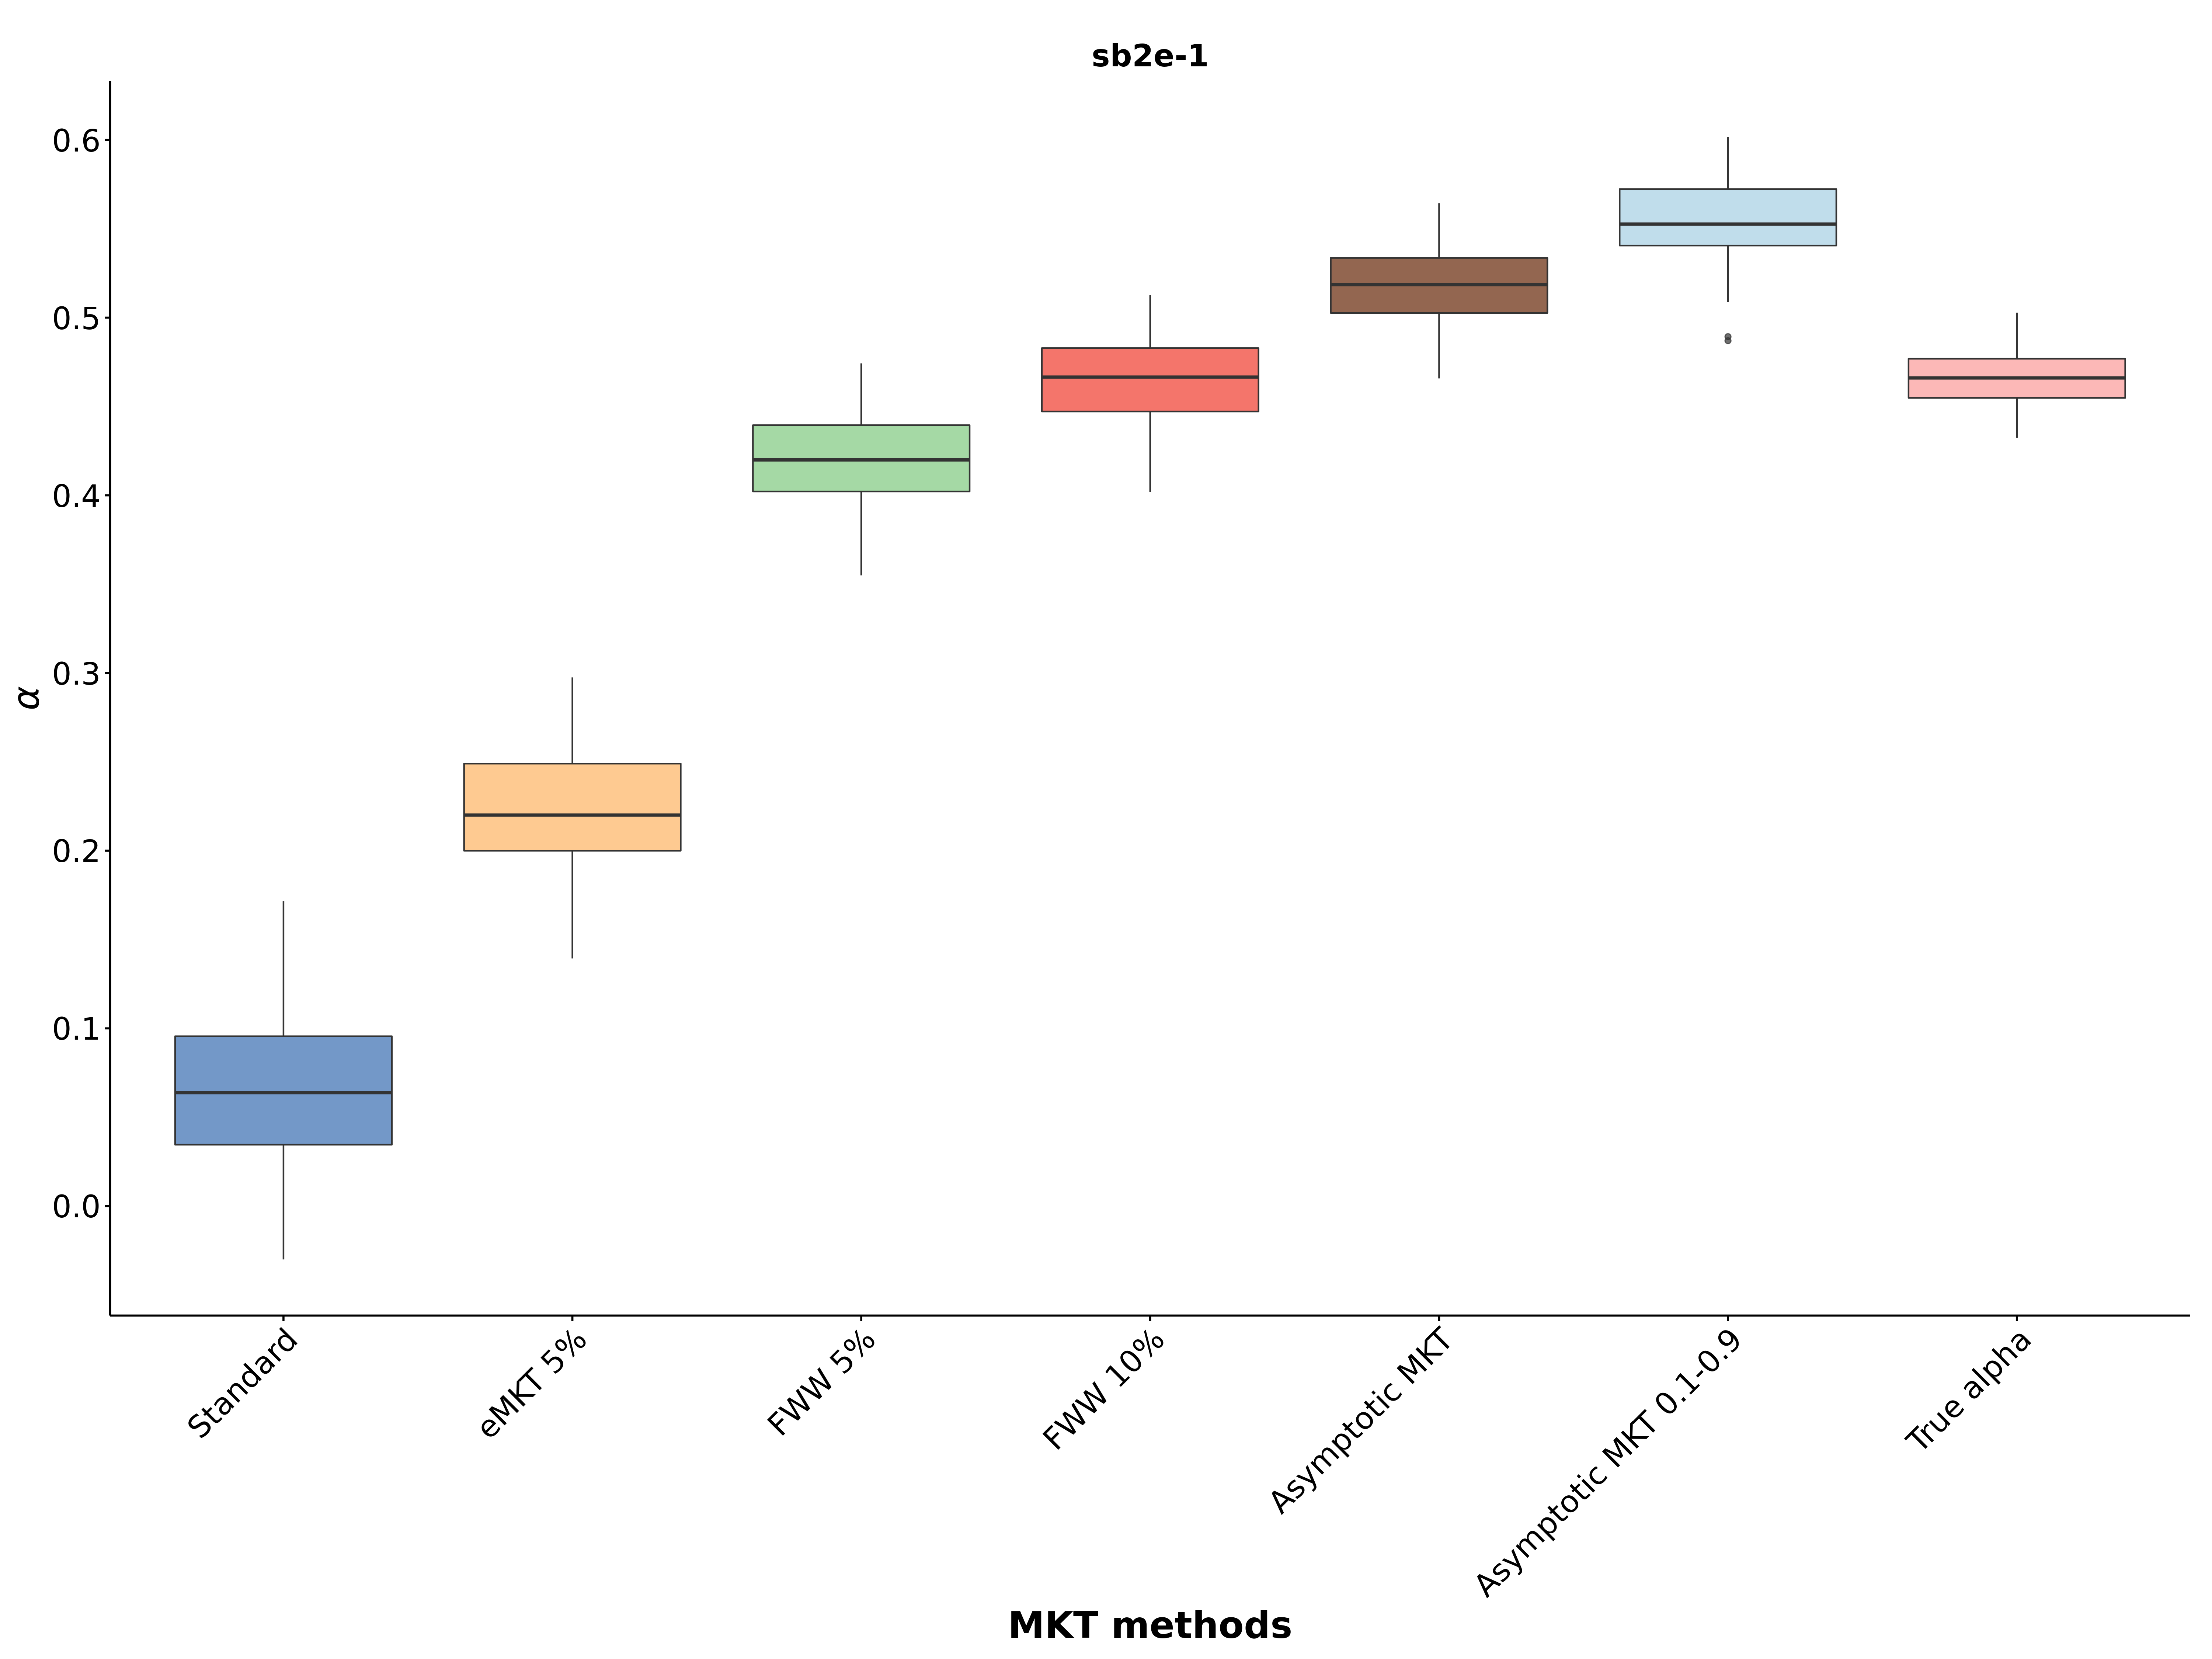 sb2e-1
α
0.6
0.5
0.4
0.3
0.2
0.1
0.0
Standard
eMKT 5%
FWW 5%
FWW 10%
Asymptotic MKT
Asymptotic MKT 0.1-0.9
True alpha
MKT methods